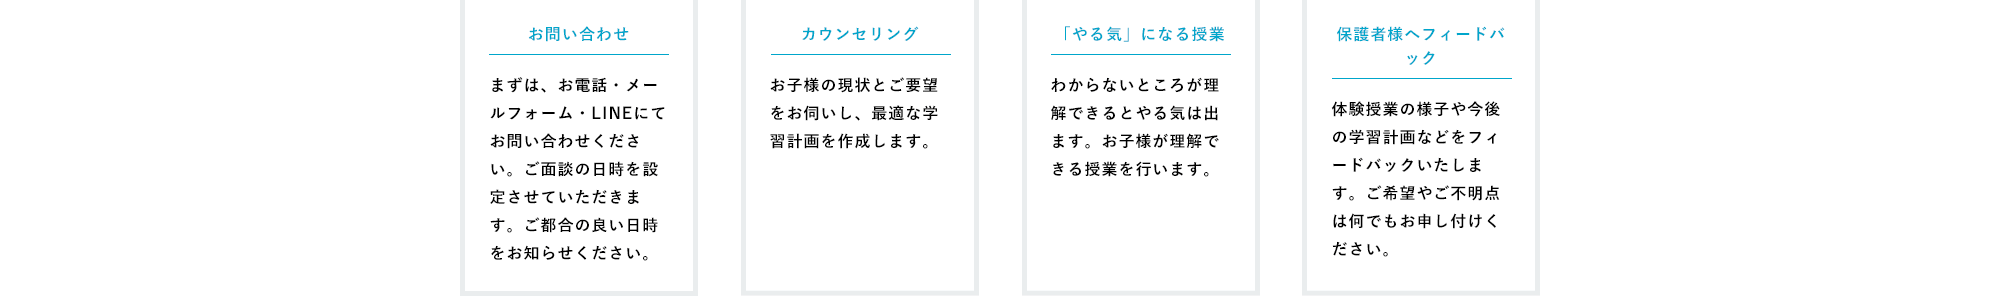 お問い合わせ
まずは、お電話・メー
ルフォーム・LINEにて
お問い合わせくださ
い。ご面談の日時を設
定させていただきま
す。ご都合の良い日時
をお知らせください。
カウンセリング
お子様の現状とご要望
をお伺いし、最適な学
習計画を作成します。
「やる気」になる授業
わからないところが理
解できるとやる気は出
ます。お子様が理解で
きる授業を行います。
保護者様へフィードバ
ック
体験授業の様子や今後
の学習計画などをフィ
ードバックいたしま
す。ご希望やご不明点
は何でもお申し付けく
ださい。